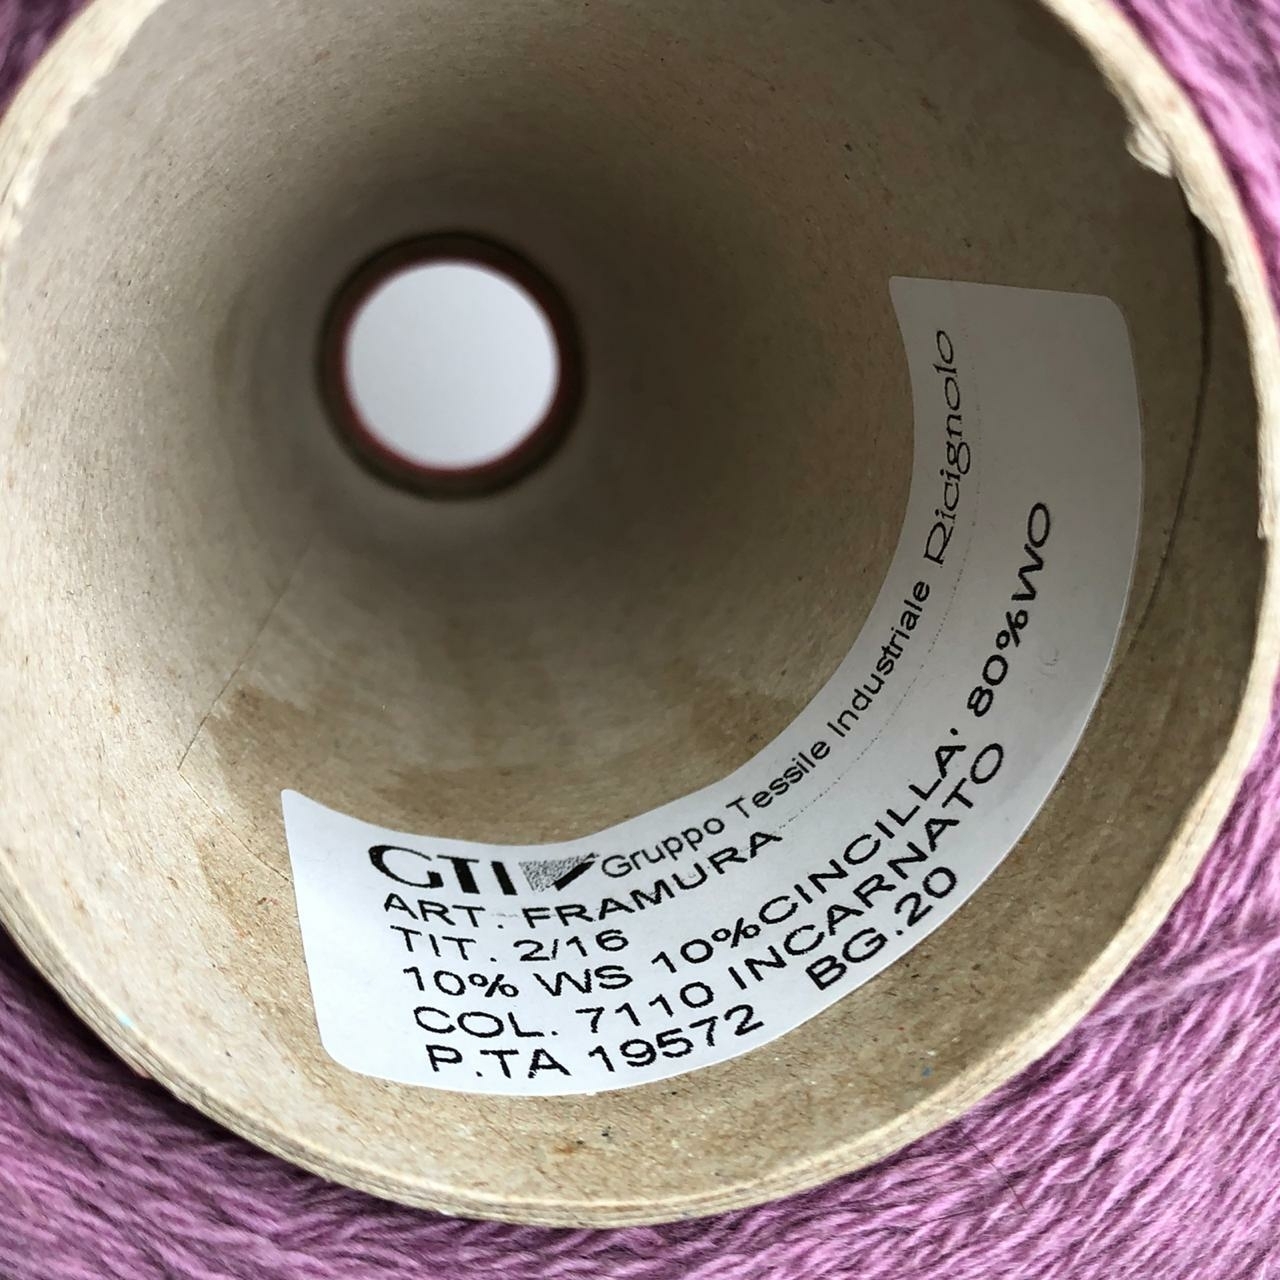 GTI Gruppo Tessile Industriale Ricignolo
ART. FRAMURA
TIT. 2/16
10% WS 10%CINCILLA' 80%WO
COL. 7110 INCARNATO
P.TA 19572 BG.20